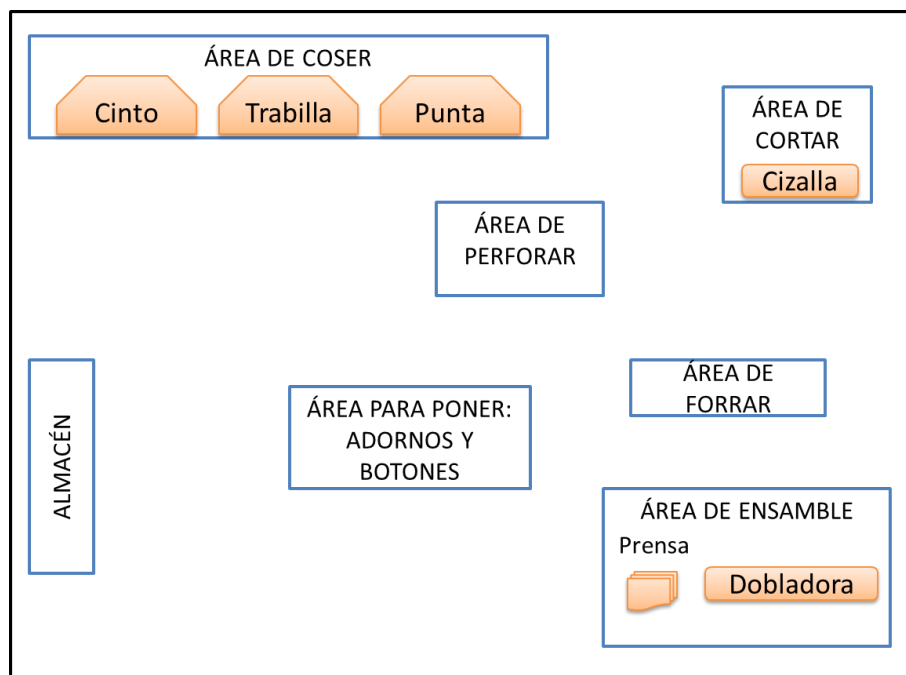 ÁREA DE COSER
Cinto
Trabilla
Punta
ÁREA DE
CORTAR
Cizalla
ÁREA DE
PERFORAR
ALMACÉN
ÁREA PARA PONER:
ADORNOS Y
BOTONES
ÁREA DE
FORRAR
ÁREA DE ENSAMBLE
Prensa
Dobladora